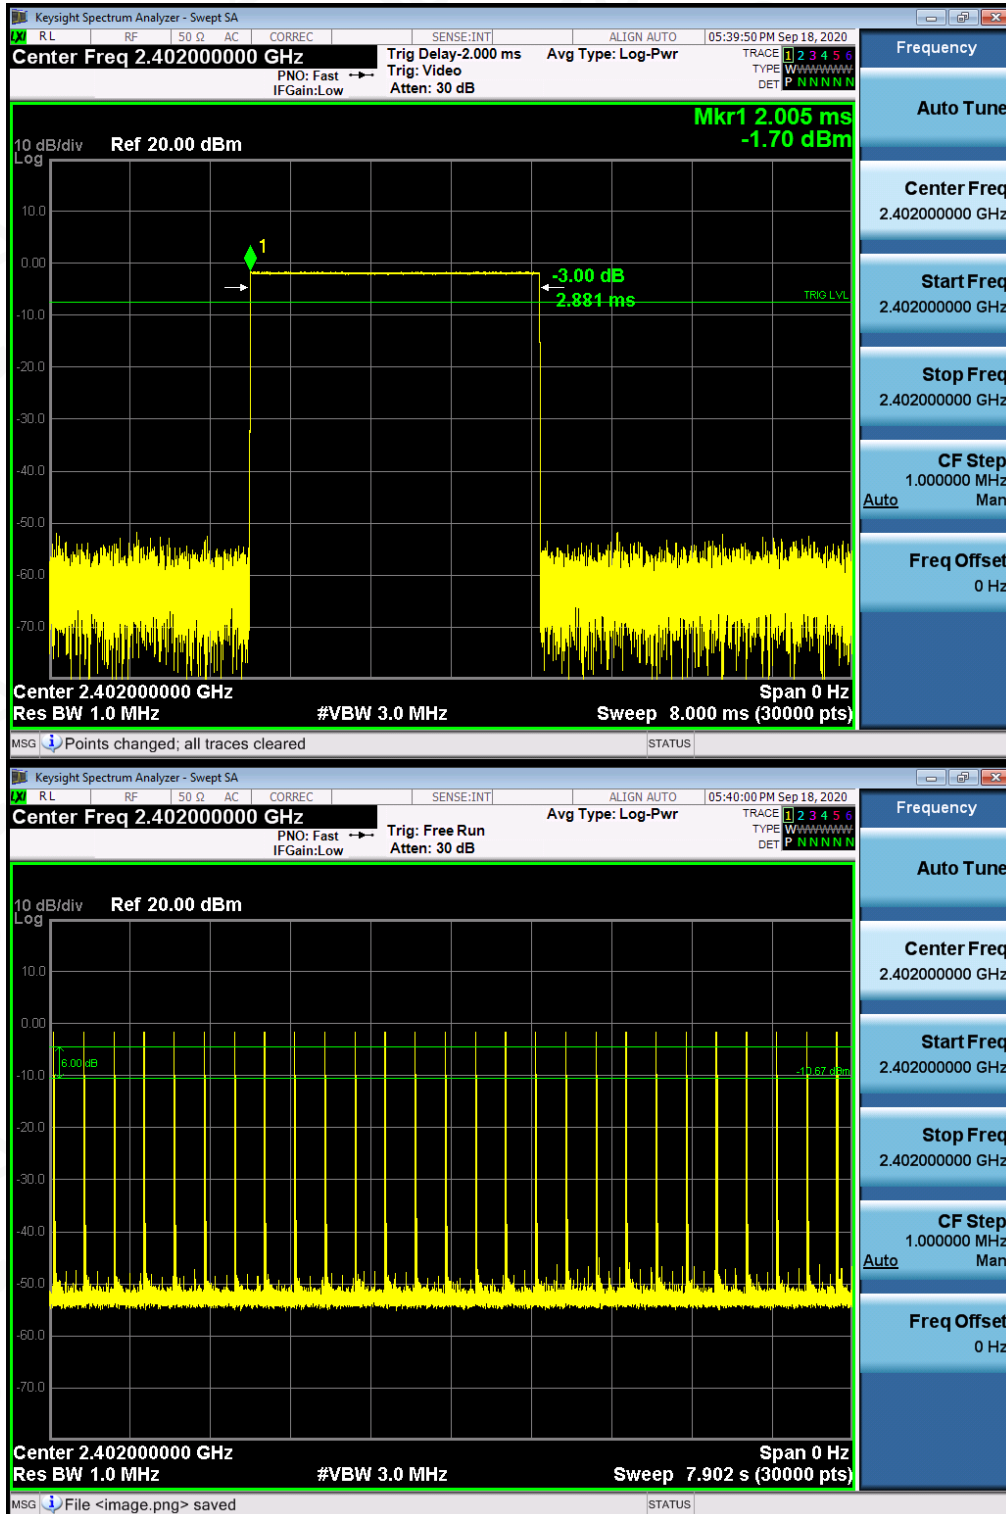 Keysight Spectrum Analyzer - Swept SA
LXI RL RF 50 Ω AC CORREC SENSE:INT ALIGN AUTO 05:39:50 PM Sep 18, 2020
Center Freq 2.402000000 GHz
PNO: Fast
IFGain:Low
Trig Delay-2.000 ms
Trig: Video
Atten: 30 dB
Avg Type: Log-Pwr
TRACE 1 2 3 4 5 6
TYPE WWWWWW
DET P N N N N N
Frequency
Mkr1 2.005 ms
-1.70 dBm
10 dB/div Ref 20.00 dBm
Log
10.0
0.00
-10.0
-20.0
-30.0
-40.0
-50.0
-60.0
-70.0
1
-3.00 dB
2.881 ms
TRIG LVL
Center 2.402000000 GHz Span 0 Hz
Res BW 1.0 MHz #VBW 3.0 MHz Sweep 8.000 ms (30000 pts)
MSG Points changed; all traces cleared STATUS
Auto Tune
Center Freq
2.402000000 GHz
Start Freq
2.402000000 GHz
Stop Freq
2.402000000 GHz
CF Step
1.000000 MHz
Auto Man
Freq Offset
0 Hz
Keysight Spectrum Analyzer - Swept SA
LXI RL RF 50 Ω AC CORREC SENSE:INT ALIGN AUTO 05:40:00 PM Sep 18, 2020
Center Freq 2.402000000 GHz
PNO: Fast
IFGain:Low
Trig: Free Run
Atten: 30 dB
Avg Type: Log-Pwr
TRACE 1 2 3 4 5 6
TYPE WWWWWW
DET P N N N N N
Frequency
10 dB/div Ref 20.00 dBm
Log
10.0
0.00
-10.0
-20.0
-30.0
-40.0
-50.0
-60.0
-70.0
6.00 dB
-10.67 dBm
Center 2.402000000 GHz Span 0 Hz
Res BW 1.0 MHz #VBW 3.0 MHz Sweep 7.902 s (30000 pts)
MSG File <image.png> saved STATUS
Auto Tune
Center Freq
2.402000000 GHz
Start Freq
2.402000000 GHz
Stop Freq
2.402000000 GHz
CF Step
1.000000 MHz
Auto Man
Freq Offset
0 Hz